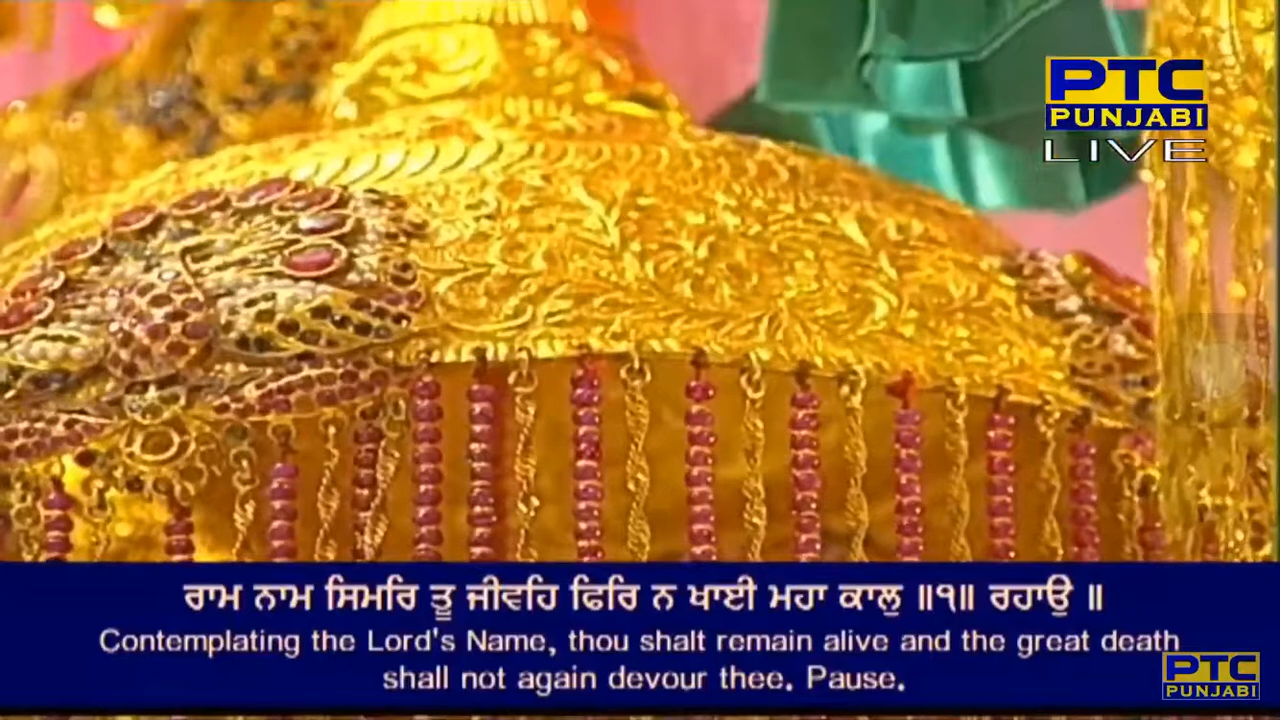 PTC
PUNJABI
LIVE
ਰਾਮ ਨਾਮ ਸਿਮਰਿ ਤੂ ਜੀਵਹਿ ਫਿਰਿ ਨ ਖਾਈ ਮਹਾ ਕਾਲੁ ॥੧॥ ਰਹਾਉ ॥
Contemplating the Lord's Name, thou shalt remain alive and the great death
shall not again devour thee. Pause.
PTC
PUNJABI